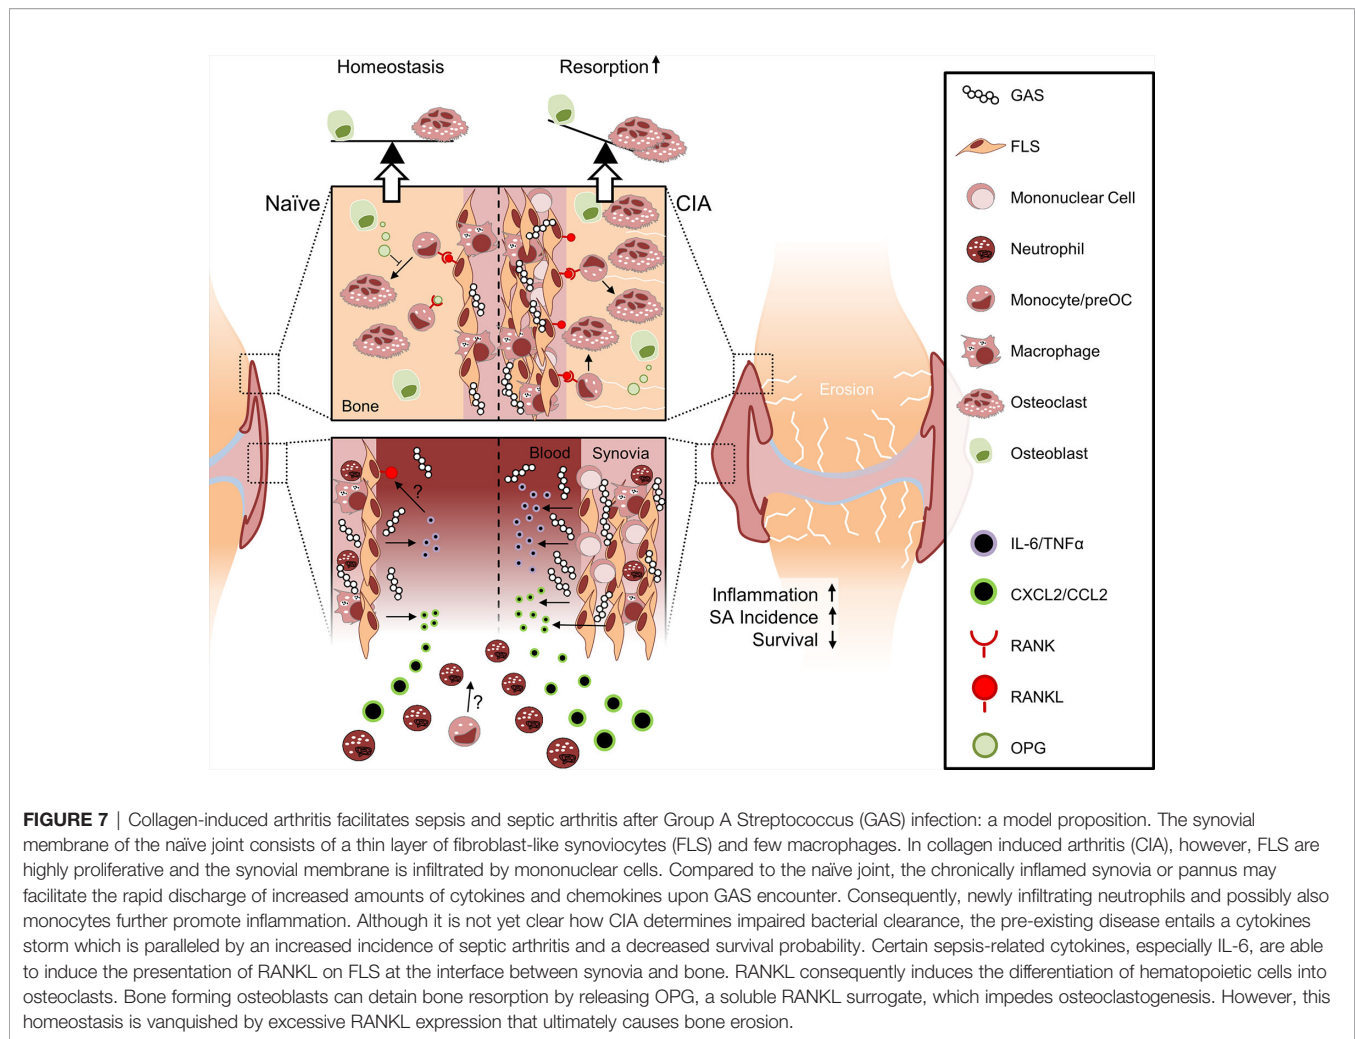 Homeostasis
Resorption
Naïve
CIA
Bone
Blood
Synovia
?
?
Erosion
Inflammation
SA Incidence
Survival
GAS
FLS
Mononuclear Cell
Neutrophil
Monocyte/preOC
Macrophage
Osteoclast
Osteoblast
IL-6/TNFα
CXCL2/CCL2
RANK
RANKL
OPG
FIGURE 7 | Collagen-induced arthritis facilitates sepsis and septic arthritis after Group A Streptococcus (GAS) infection: a model proposition. The synovial
membrane of the naïve joint consists of a thin layer of fibroblast-like synoviocytes (FLS) and few macrophages. In collagen induced arthritis (CIA), however, FLS are
highly proliferative and the synovial membrane is infiltrated by mononuclear cells. Compared to the naïve joint, the chronically inflamed synovia or pannus may
facilitate the rapid discharge of increased amounts of cytokines and chemokines upon GAS encounter. Consequently, newly infiltrating neutrophils and possibly also
monocytes further promote inflammation. Although it is not yet clear how CIA determines impaired bacterial clearance, the pre-existing disease entails a cytokines
storm which is paralleled by an increased incidence of septic arthritis and a decreased survival probability. Certain sepsis-related cytokines, especially IL-6, are able
to induce the presentation of RANKL on FLS at the interface between synovia and bone. RANKL consequently induces the differentiation of hematopoietic cells into
osteoclasts. Bone forming osteoblasts can detain bone resorption by releasing OPG, a soluble RANKL surrogate, which impedes osteoclastogenesis. However, this
homeostasis is vanquished by excessive RANKL expression that ultimately causes bone erosion.